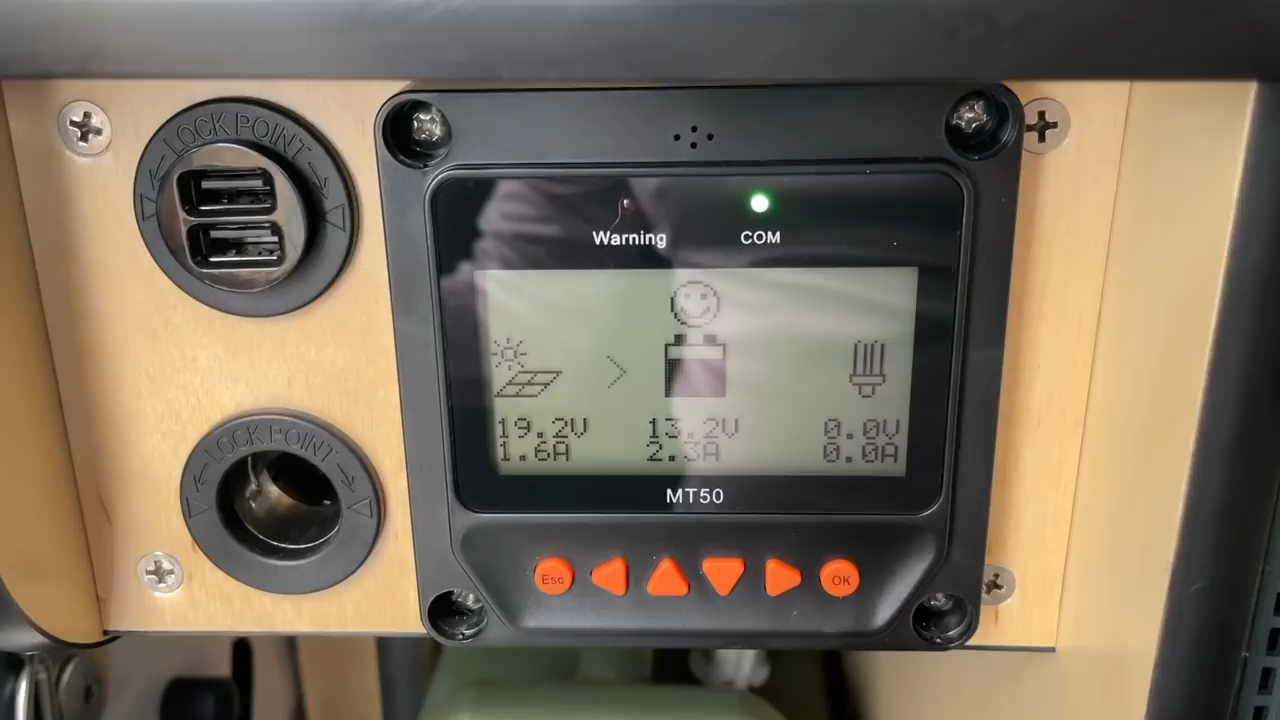 LOCK POINT
Warning
COM
19.2V 13.2V 0.0V
1.6A 2.3A 0.0A
MT50
LOCK POINT
Esc
OK